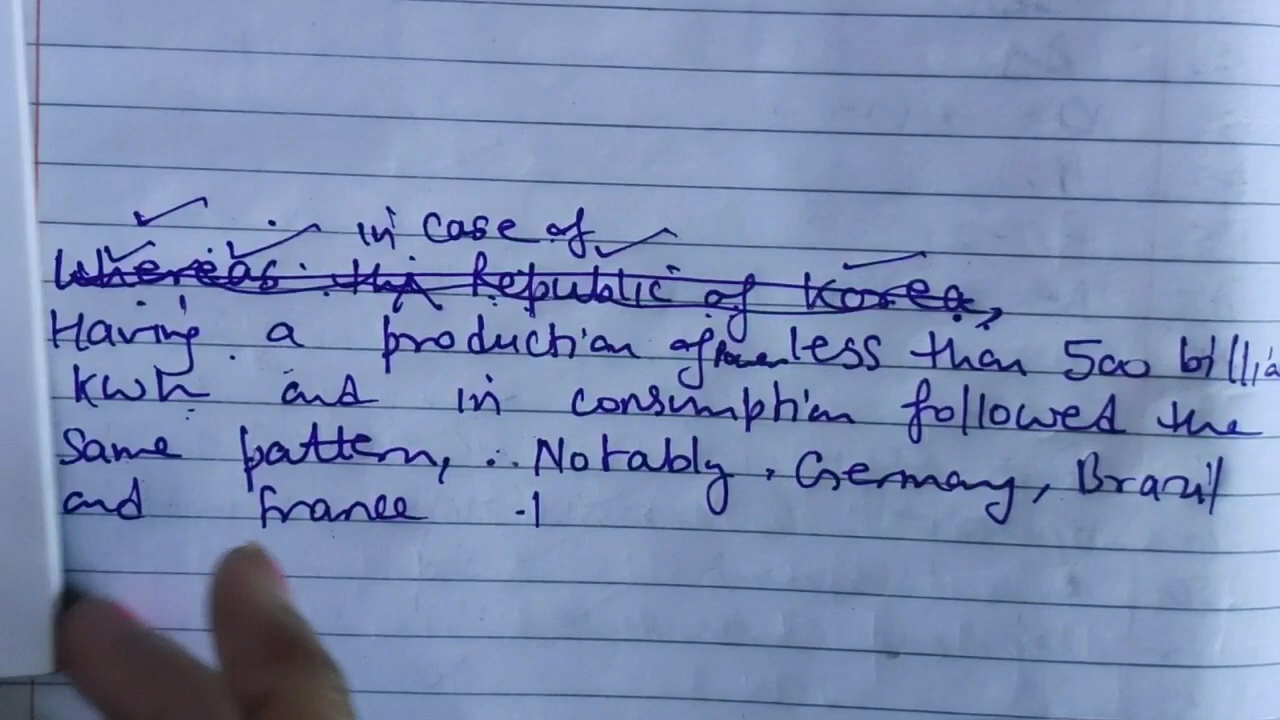 in case of
Whereas the Republic of Korea,
Having a production of less than 500 billi
Kwh and in consumption followed the
same pattern, ∴ Notably, Germany, Brazil
and France